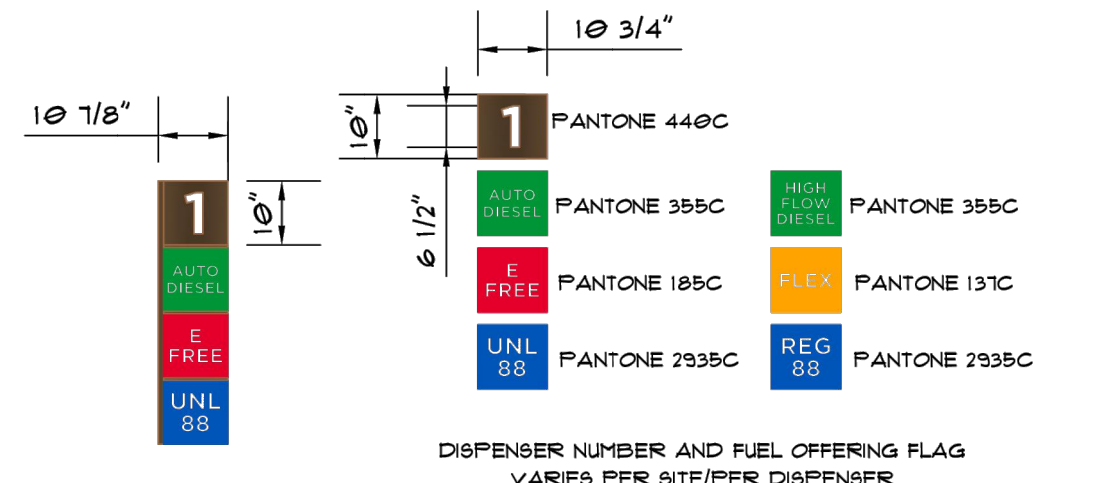 10 7/8"
10"
1
AUTO
DIESEL
E
FREE
UNL
88
10 3/4"
10"
6 1/2"
1
PANTONE 440C
AUTO
DIESEL
PANTONE 355C
HIGH
FLOW
DIESEL
PANTONE 355C
E
FREE
PANTONE 185C
FLEX
PANTONE 137C
UNL
88
PANTONE 2935C
REG
88
PANTONE 2935C
DISPENSER NUMBER AND FUEL OFFERING FLAG
VARIES PER SITE/PER DISPENSER